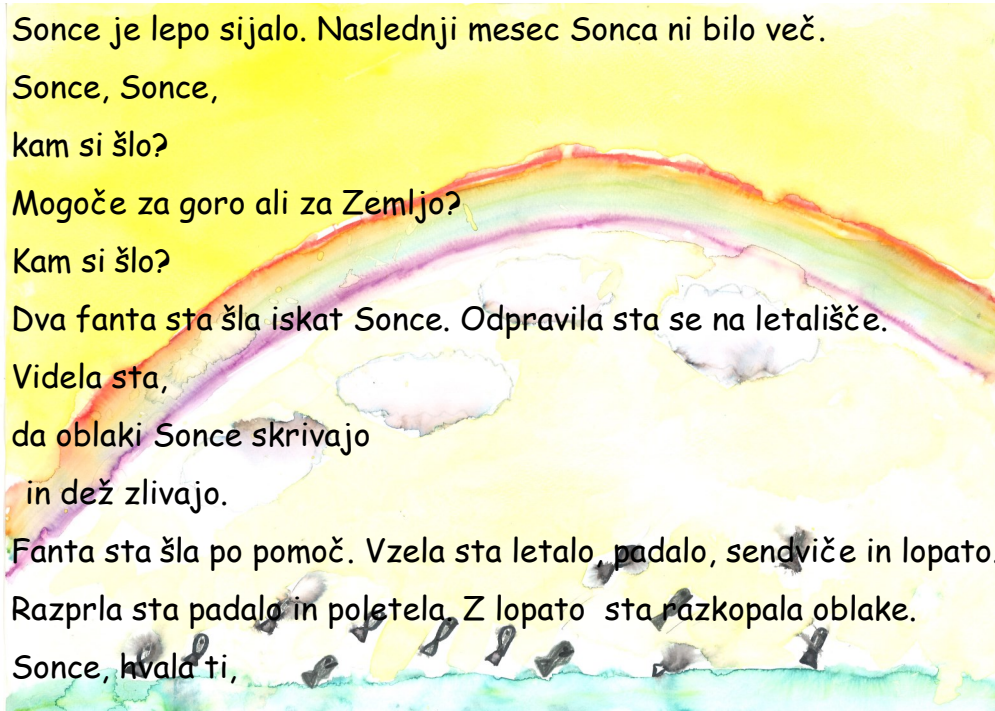 Sonce je lepo sijalo. Naslednji mesec Sonca ni bilo več.
Sonce, Sonce,
kam si šlo?
Mogoče za goro ali za Zemljo?
Kam si šlo?
Dva fanta sta šla iskat Sonce. Odpravila sta se na letališče.
Videla sta,
da oblaki Sonce skrivajo
in dež zlivajo.
Fanta sta šla po pomoč. Vzela sta letalo, padalo, sendviče in lopato.
Razprla sta padalo in poletela. Z lopato sta razkopala oblake.
Sonce, hvala ti,